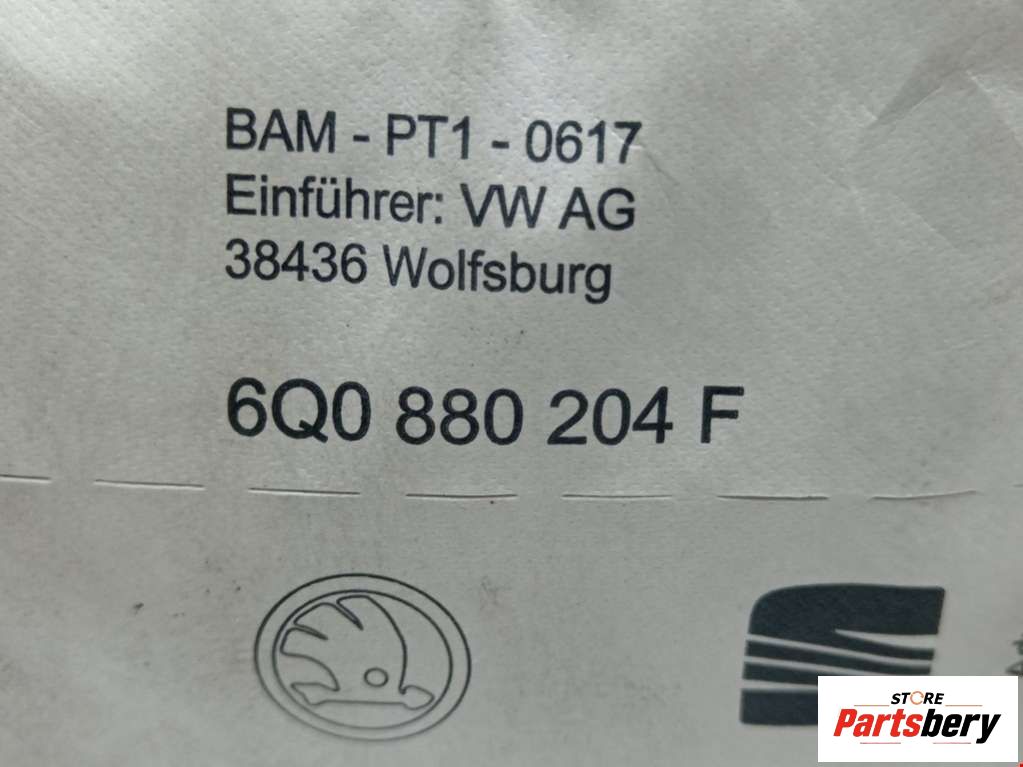 BAM - PT1 - 0617
Einführer: VW AG
38436 Wolfsburg
6Q0 880 204 F
STORE
Partsbery